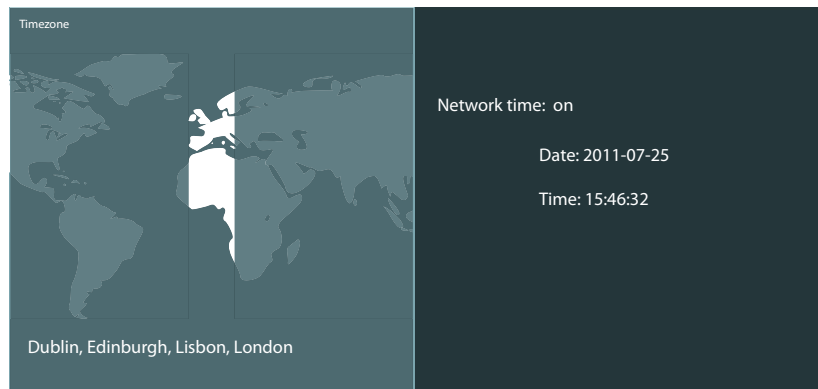 Timezone
Network time: on
Date: 2011-07-25
Time: 15:46:32
Dublin, Edinburgh, Lisbon, London